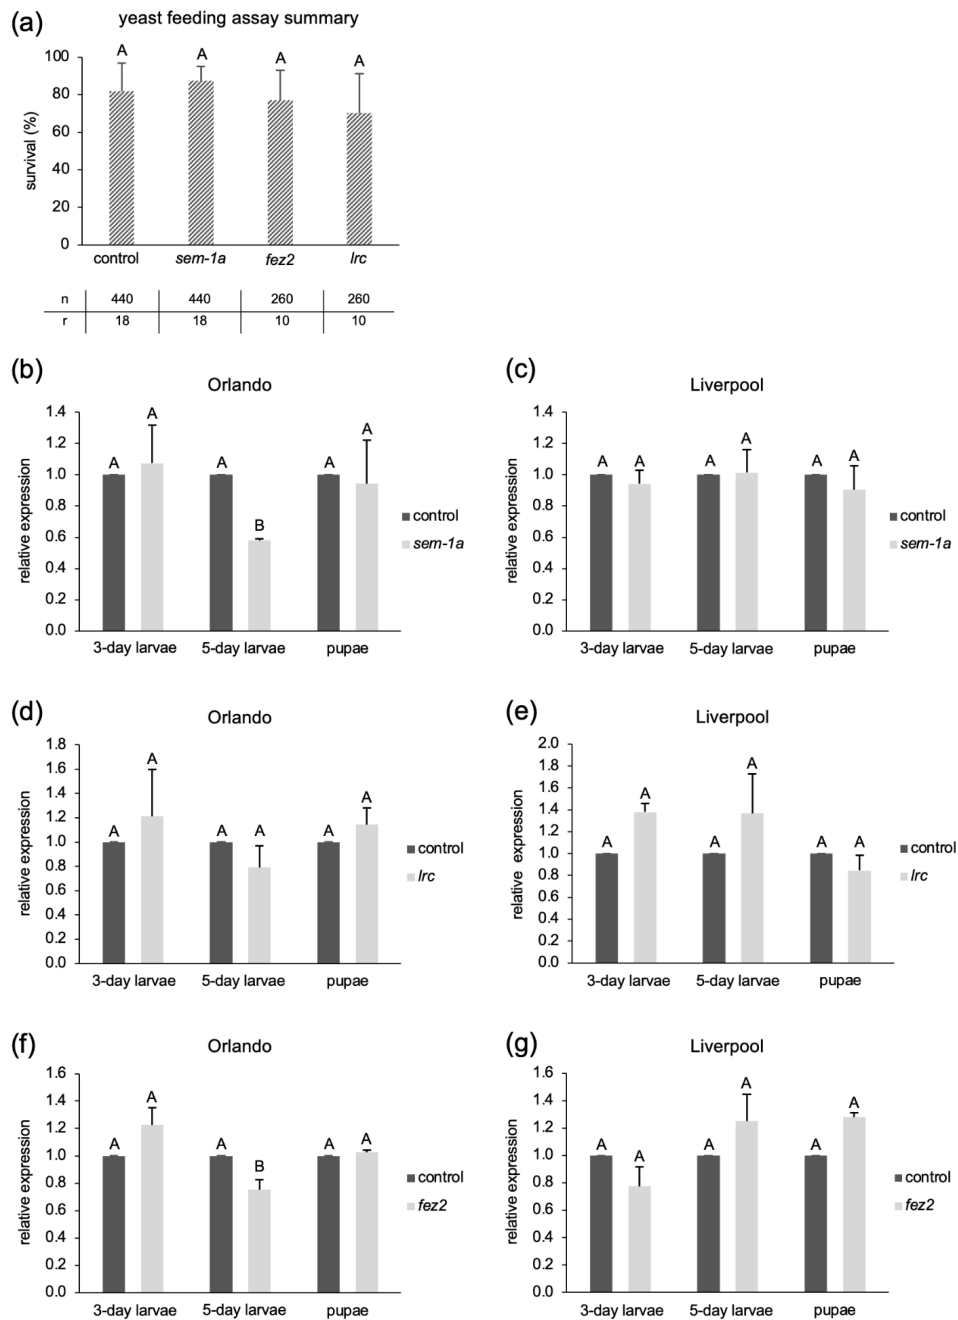 (a)
yeast feeding assay summary
survival (%)
100
80
60
40
20
0
A A A A
control sem-1a fez2 lrc
n 440 440 260 260
r 18 18 10 10
(b)
Orlando
relative expression
1.4
1.2
1.0
0.8
0.6
0.4
0.2
0.0
A A A B A A
3-day larvae 5-day larvae pupae
control
sem-1a
(c)
Liverpool
relative expression
1.4
1.2
1.0
0.8
0.6
0.4
0.2
0.0
A A A A A A
3-day larvae 5-day larvae pupae
control
sem-1a
(d)
Orlando
relative expression
1.8
1.6
1.4
1.2
1.0
0.8
0.6
0.4
0.2
0.0
A A A A A A
3-day larvae 5-day larvae pupae
control
lrc
(e)
Liverpool
relative expression
2.0
1.8
1.6
1.4
1.2
1.0
0.8
0.6
0.4
0.2
0.0
A A A A A A
3-day larvae 5-day larvae pupae
control
lrc
(f)
Orlando
relative expression
1.6
1.4
1.2
1.0
0.8
0.6
0.4
0.2
0.0
A A A B A A
3-day larvae 5-day larvae pupae
control
fez2
(g)
Liverpool
relative expression
1.6
1.4
1.2
1.0
0.8
0.6
0.4
0.2
0.0
A A A A A A
3-day larvae 5-day larvae pupae
control
fez2